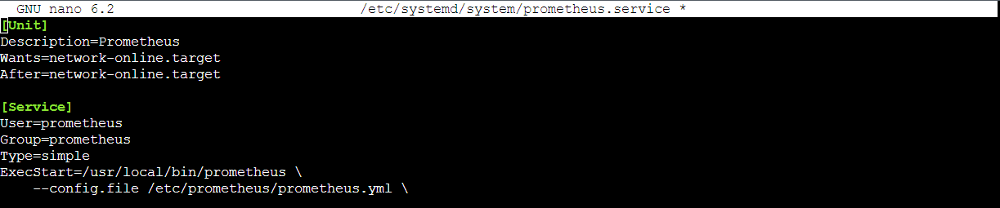 GNU nano 6.2 /etc/systemd/system/prometheus.service *
[Unit]
Description=Prometheus
Wants=network-online.target
After=network-online.target

[Service]
User=prometheus
Group=prometheus
Type=simple
ExecStart=/usr/local/bin/prometheus \
    --config.file /etc/prometheus/prometheus.yml \